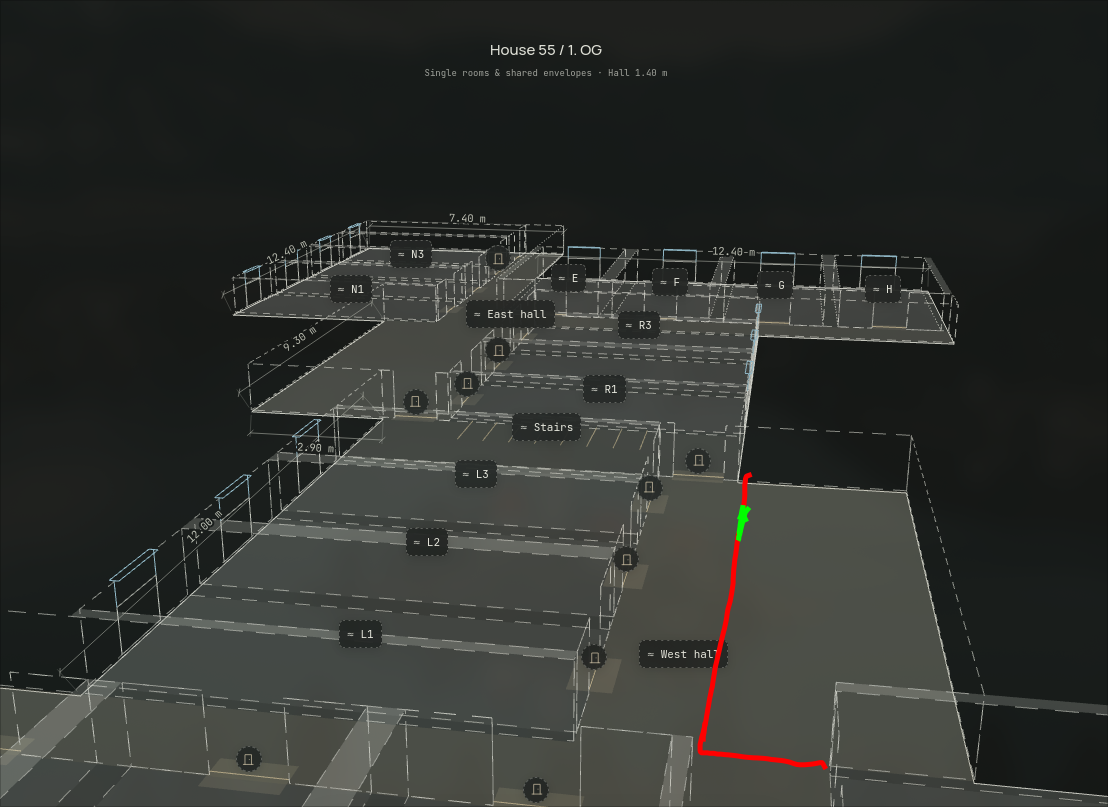 House 55 / 1. OG
Single rooms & shared envelopes · Hall 1.40 m
7.40 m
12.40 m
≈ N3
12.40 m
≈ E
≈ F
≈ G
≈ H
≈ N1
≈ East hall
≈ R3
9.30 m
≈ R1
≈ Stairs
2.90 m
≈ L3
12.00 m
≈ L2
≈ L1
≈ West hall